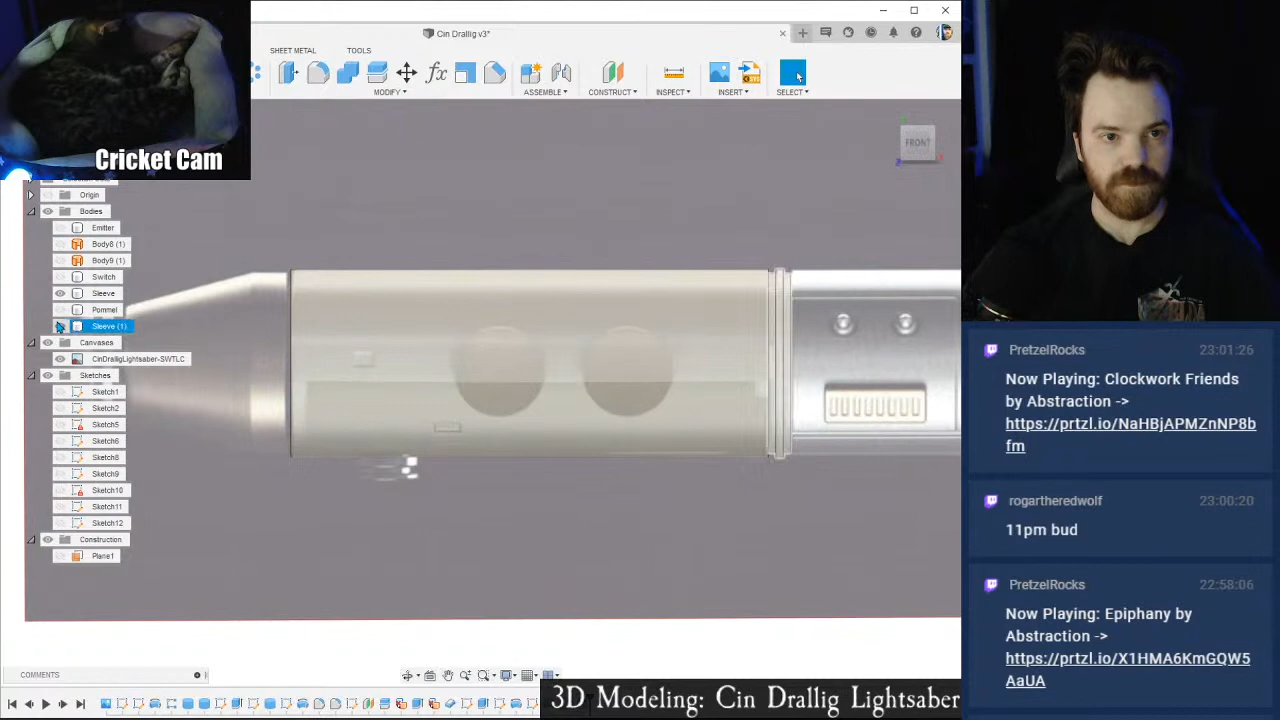 Cin Drallig v3*
SHEET METAL
TOOLS
MODIFY
ASSEMBLE
CONSTRUCT
INSPECT
INSERT
SELECT
Cricket Cam
FRONT
Origin
Bodies
Emitter
Body8 (1)
Body9 (1)
Switch
Sleeve
Pommel
Sleeve (1)
Canvases
CinDralligLightsaber-SWTLC
Sketches
Sketch1
Sketch2
Sketch5
Sketch6
Sketch8
Sketch9
Sketch10
Sketch11
Sketch12
Construction
Plane1
COMMENTS
3D Modeling: Cin Drallig Lightsaber
PretzelRocks 23:01:26
Now Playing: Clockwork Friends
by Abstraction ->
https://prtzl.io/NaHBjAPMZnNP8b
fm
rogartheredwolf 23:00:20
11pm bud
PretzelRocks 22:58:06
Now Playing: Epiphany by
Abstraction ->
https://prtzl.io/X1HMA6KmGQW5
AaUA